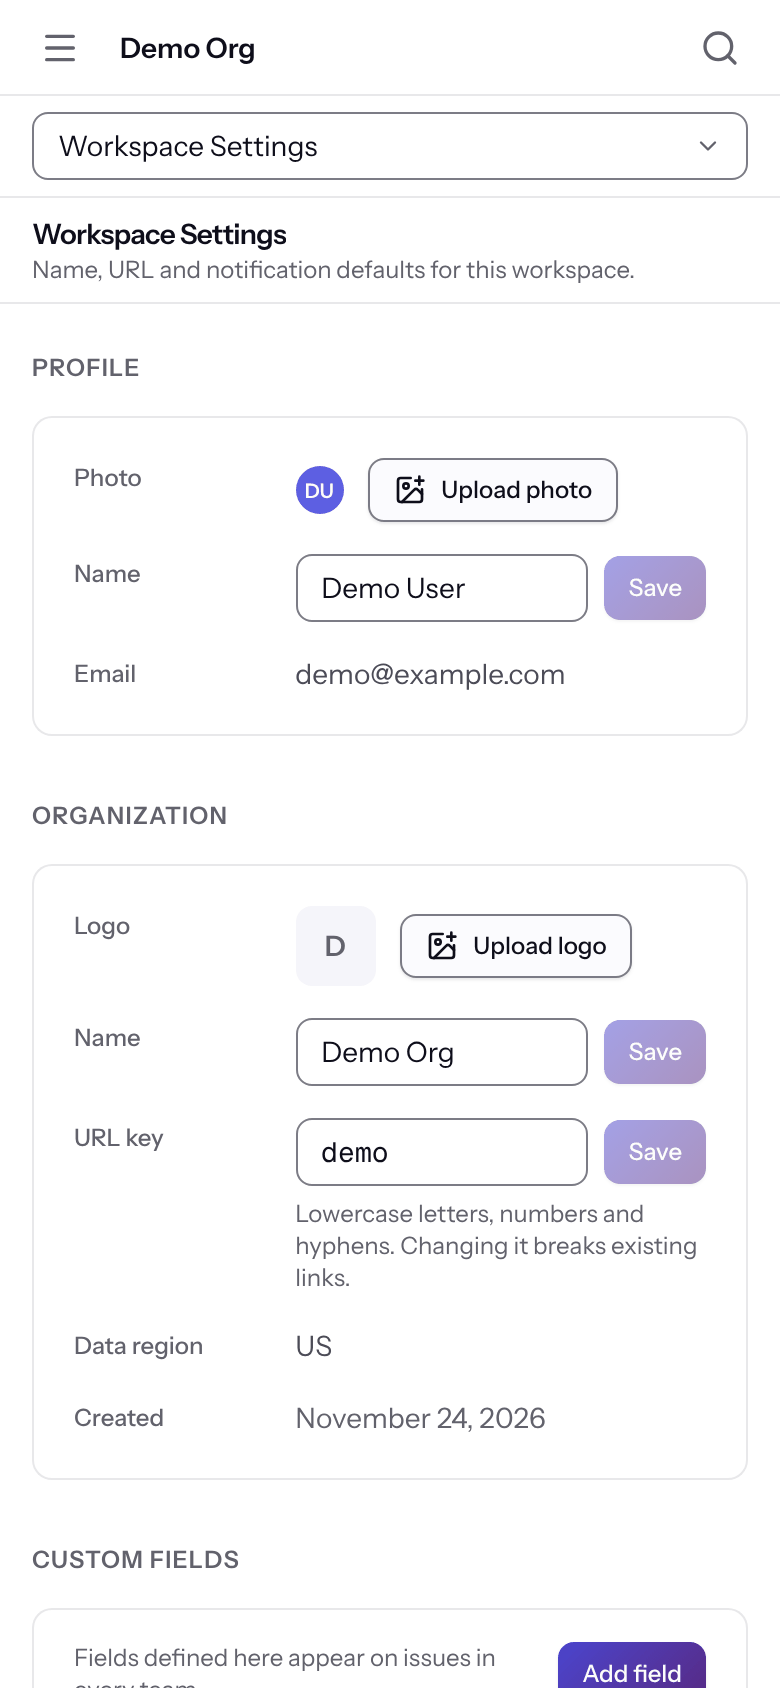 Demo Org
Workspace Settings
Workspace Settings
Name, URL and notification defaults for this workspace.
PROFILE
Photo
DU
Upload photo
Name
Demo User
Save
Email
demo@example.com
ORGANIZATION
Logo
D
Upload logo
Name
Demo Org
Save
URL key
demo
Save
Lowercase letters, numbers and
hyphens. Changing it breaks existing
links.
Data region
US
Created
November 24, 2026
CUSTOM FIELDS
Fields defined here appear on issues in
every team
Add field